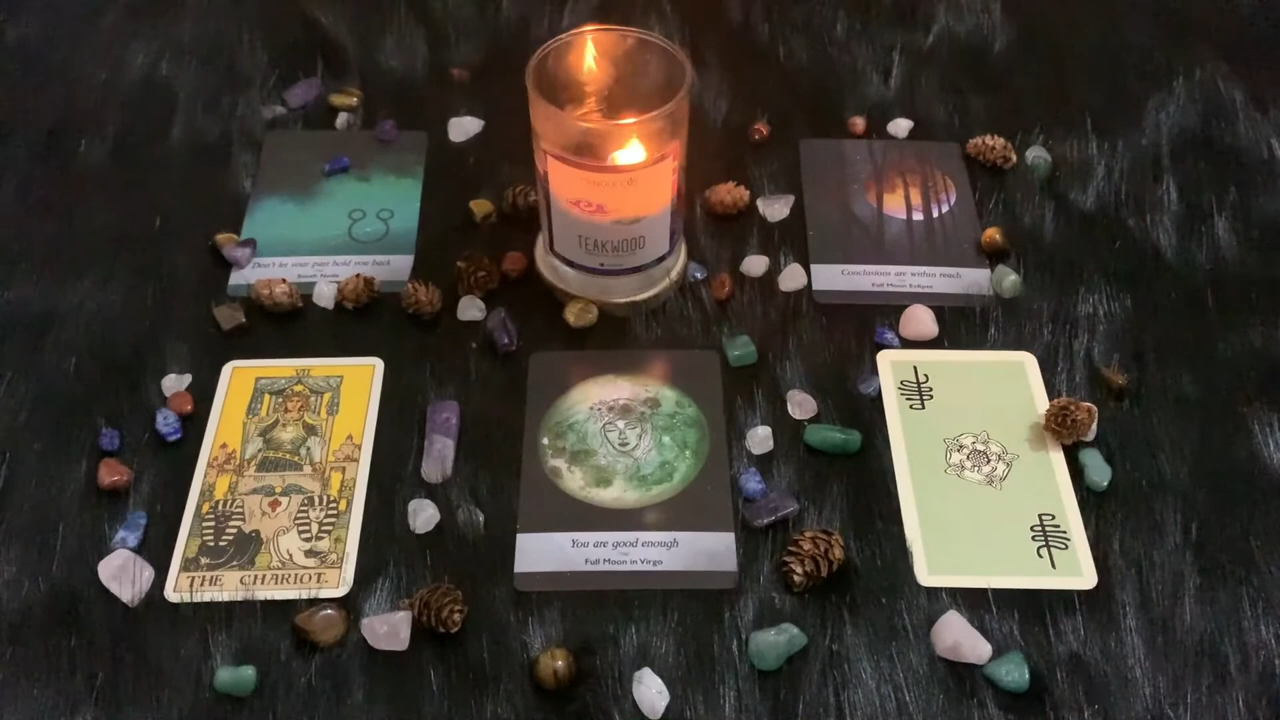 TEAKWOOD
Don't let your past hold you back
South Node
Conclusions are within reach
Full Moon Eclipse
VII
THE CHARIOT.
You are good enough
Full Moon in Virgo